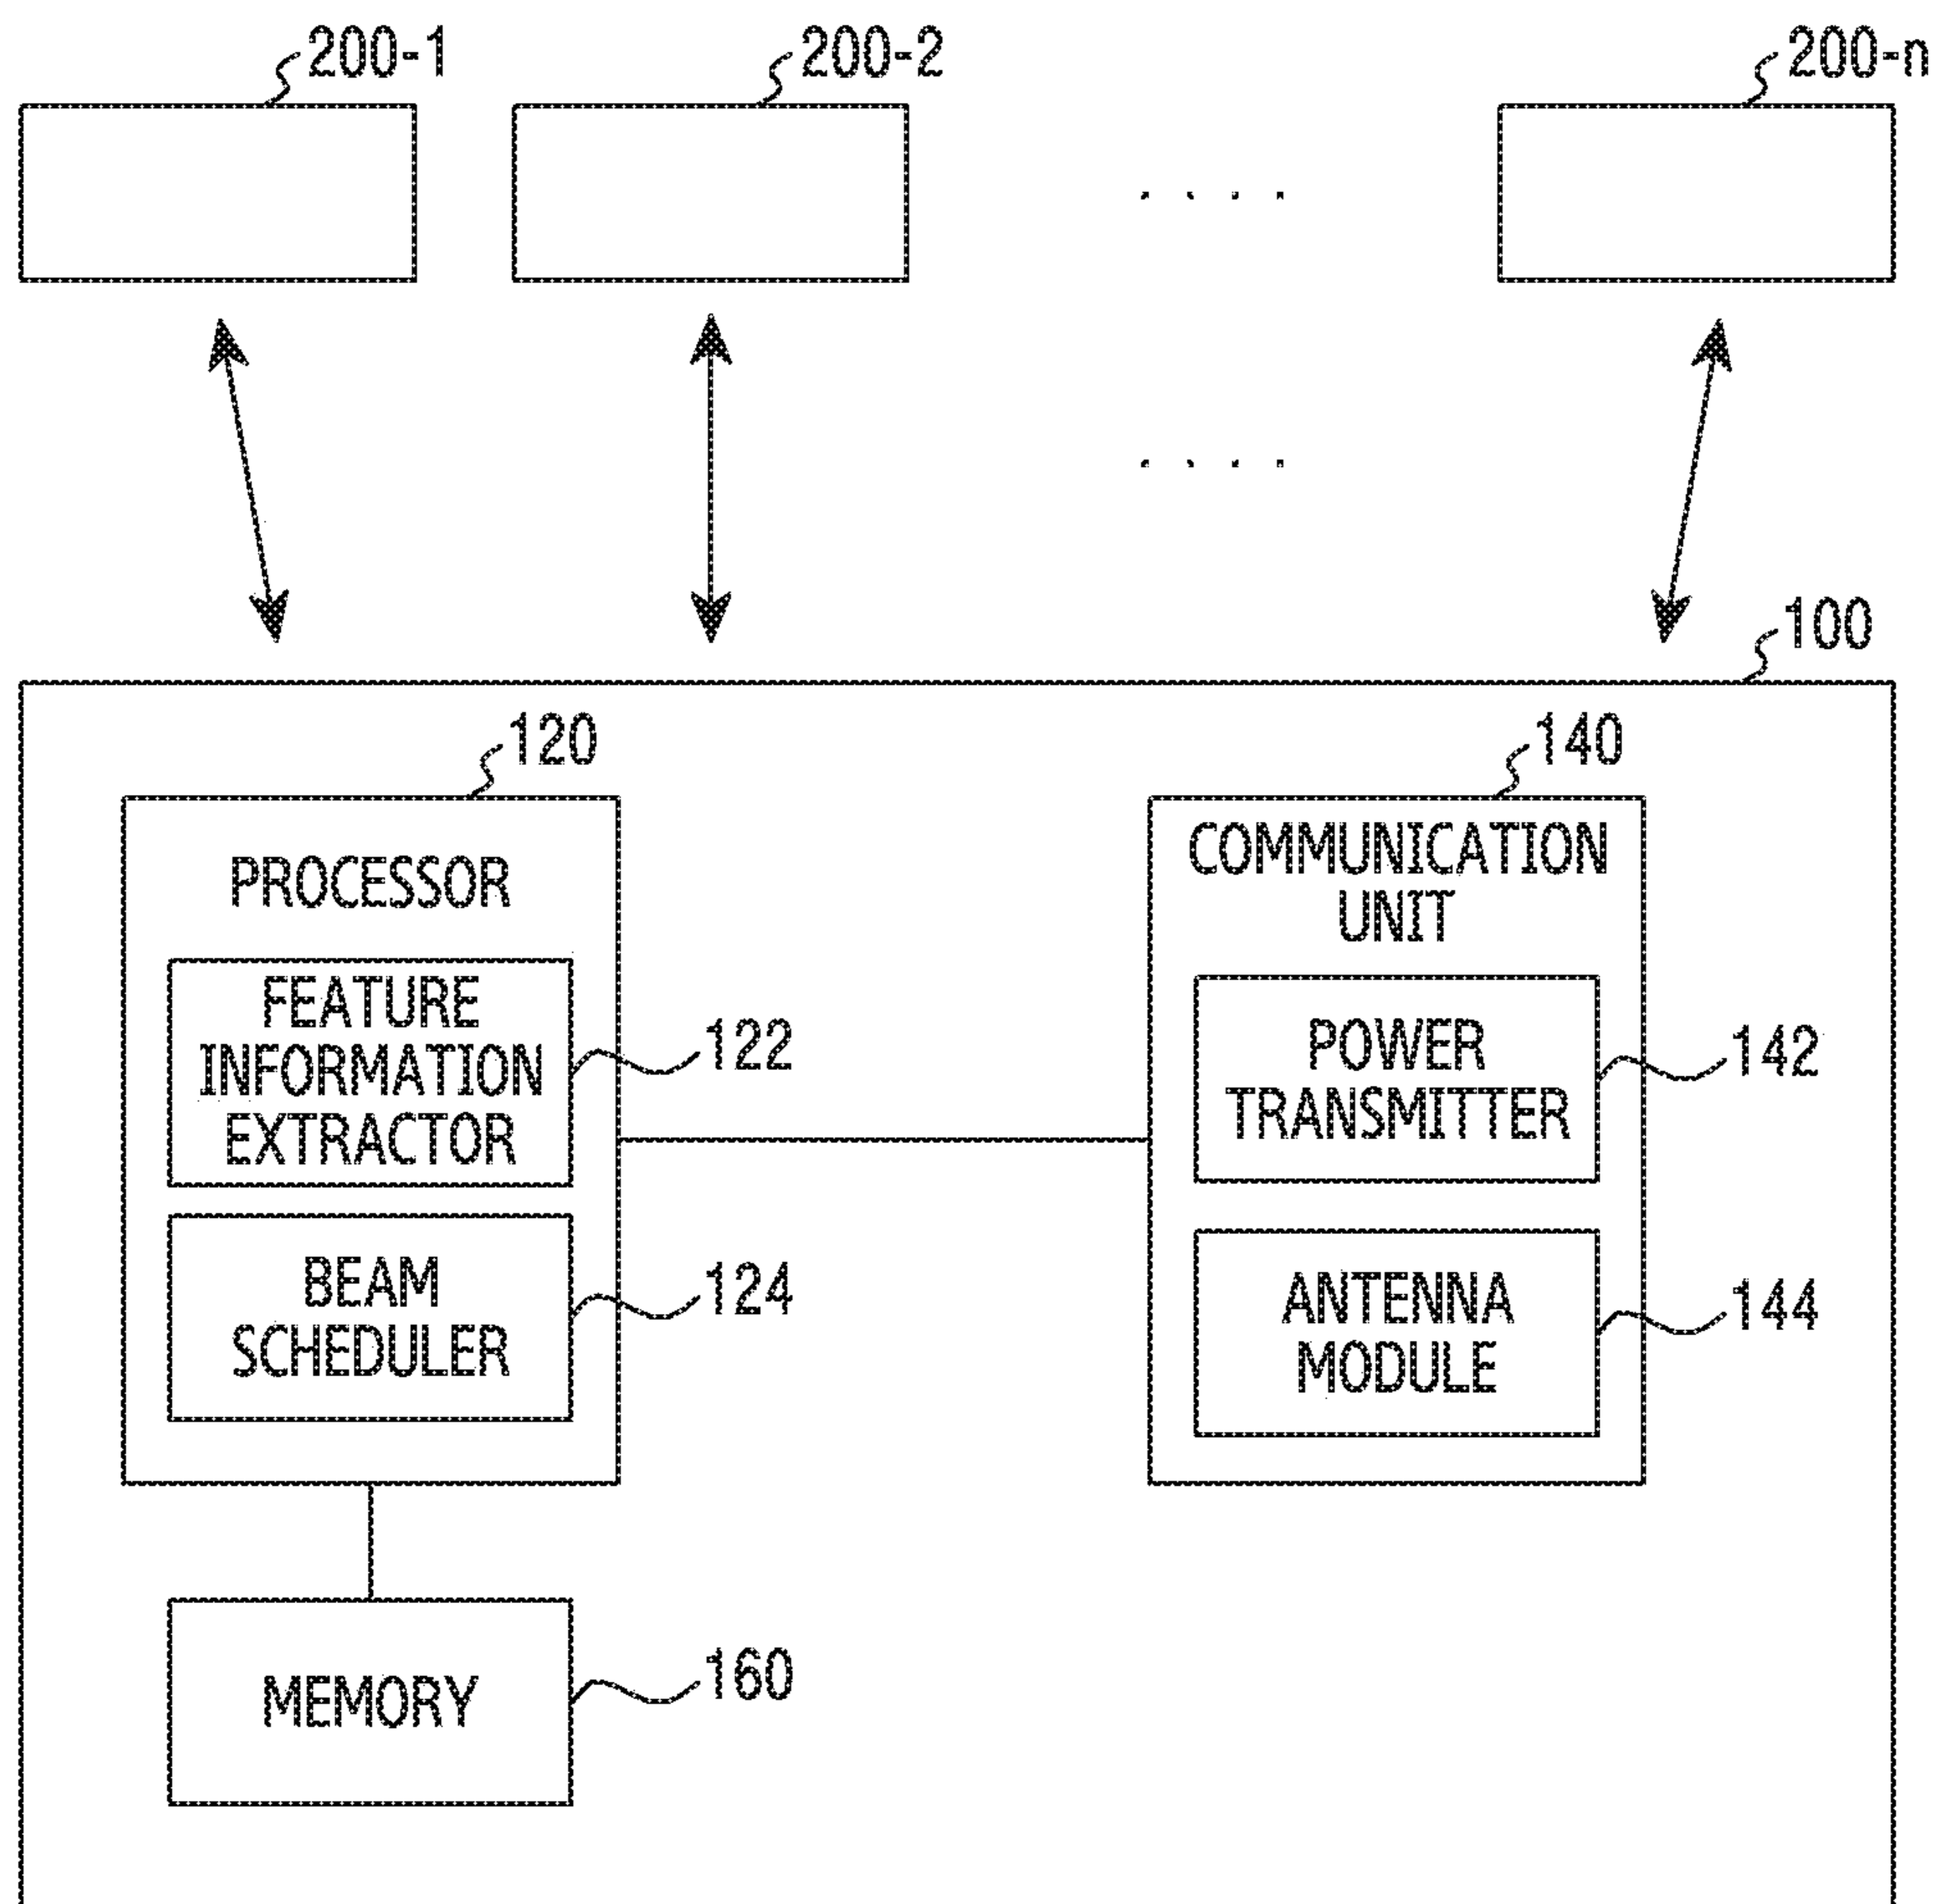 200-1
200-2
200-n
100
120
140
PROCESSOR
COMMUNICATION
UNIT
FEATURE
INFORMATION
EXTRACTOR
122
POWER
TRANSMITTER
142
BEAM
SCHEDULER
124
ANTENNA
MODULE
144
MEMORY
160